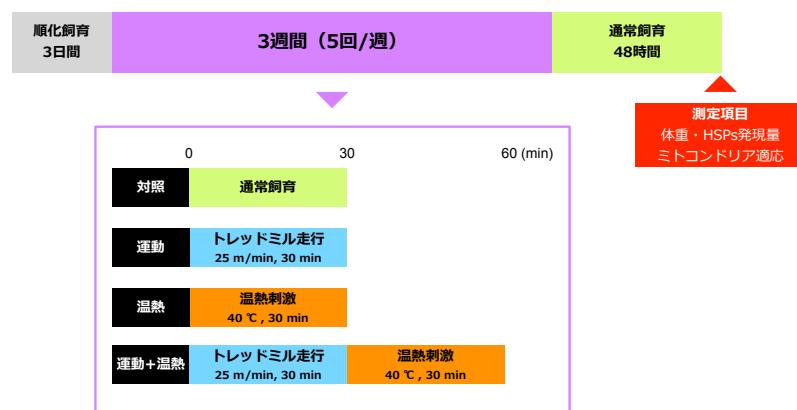 順化飼育
3日間
3週間（5回/週）
通常飼育
48時間
測定項目
体重・HSPs発現量
ミトコンドリア適応
0 30 60 (min)
対照 通常飼育
運動 トレッドミル走行
25 m/min, 30 min
温熱 温熱刺激
40 ℃ , 30 min
運動+温熱 トレッドミル走行 温熱刺激
25 m/min, 30 min 40 ℃ , 30 min